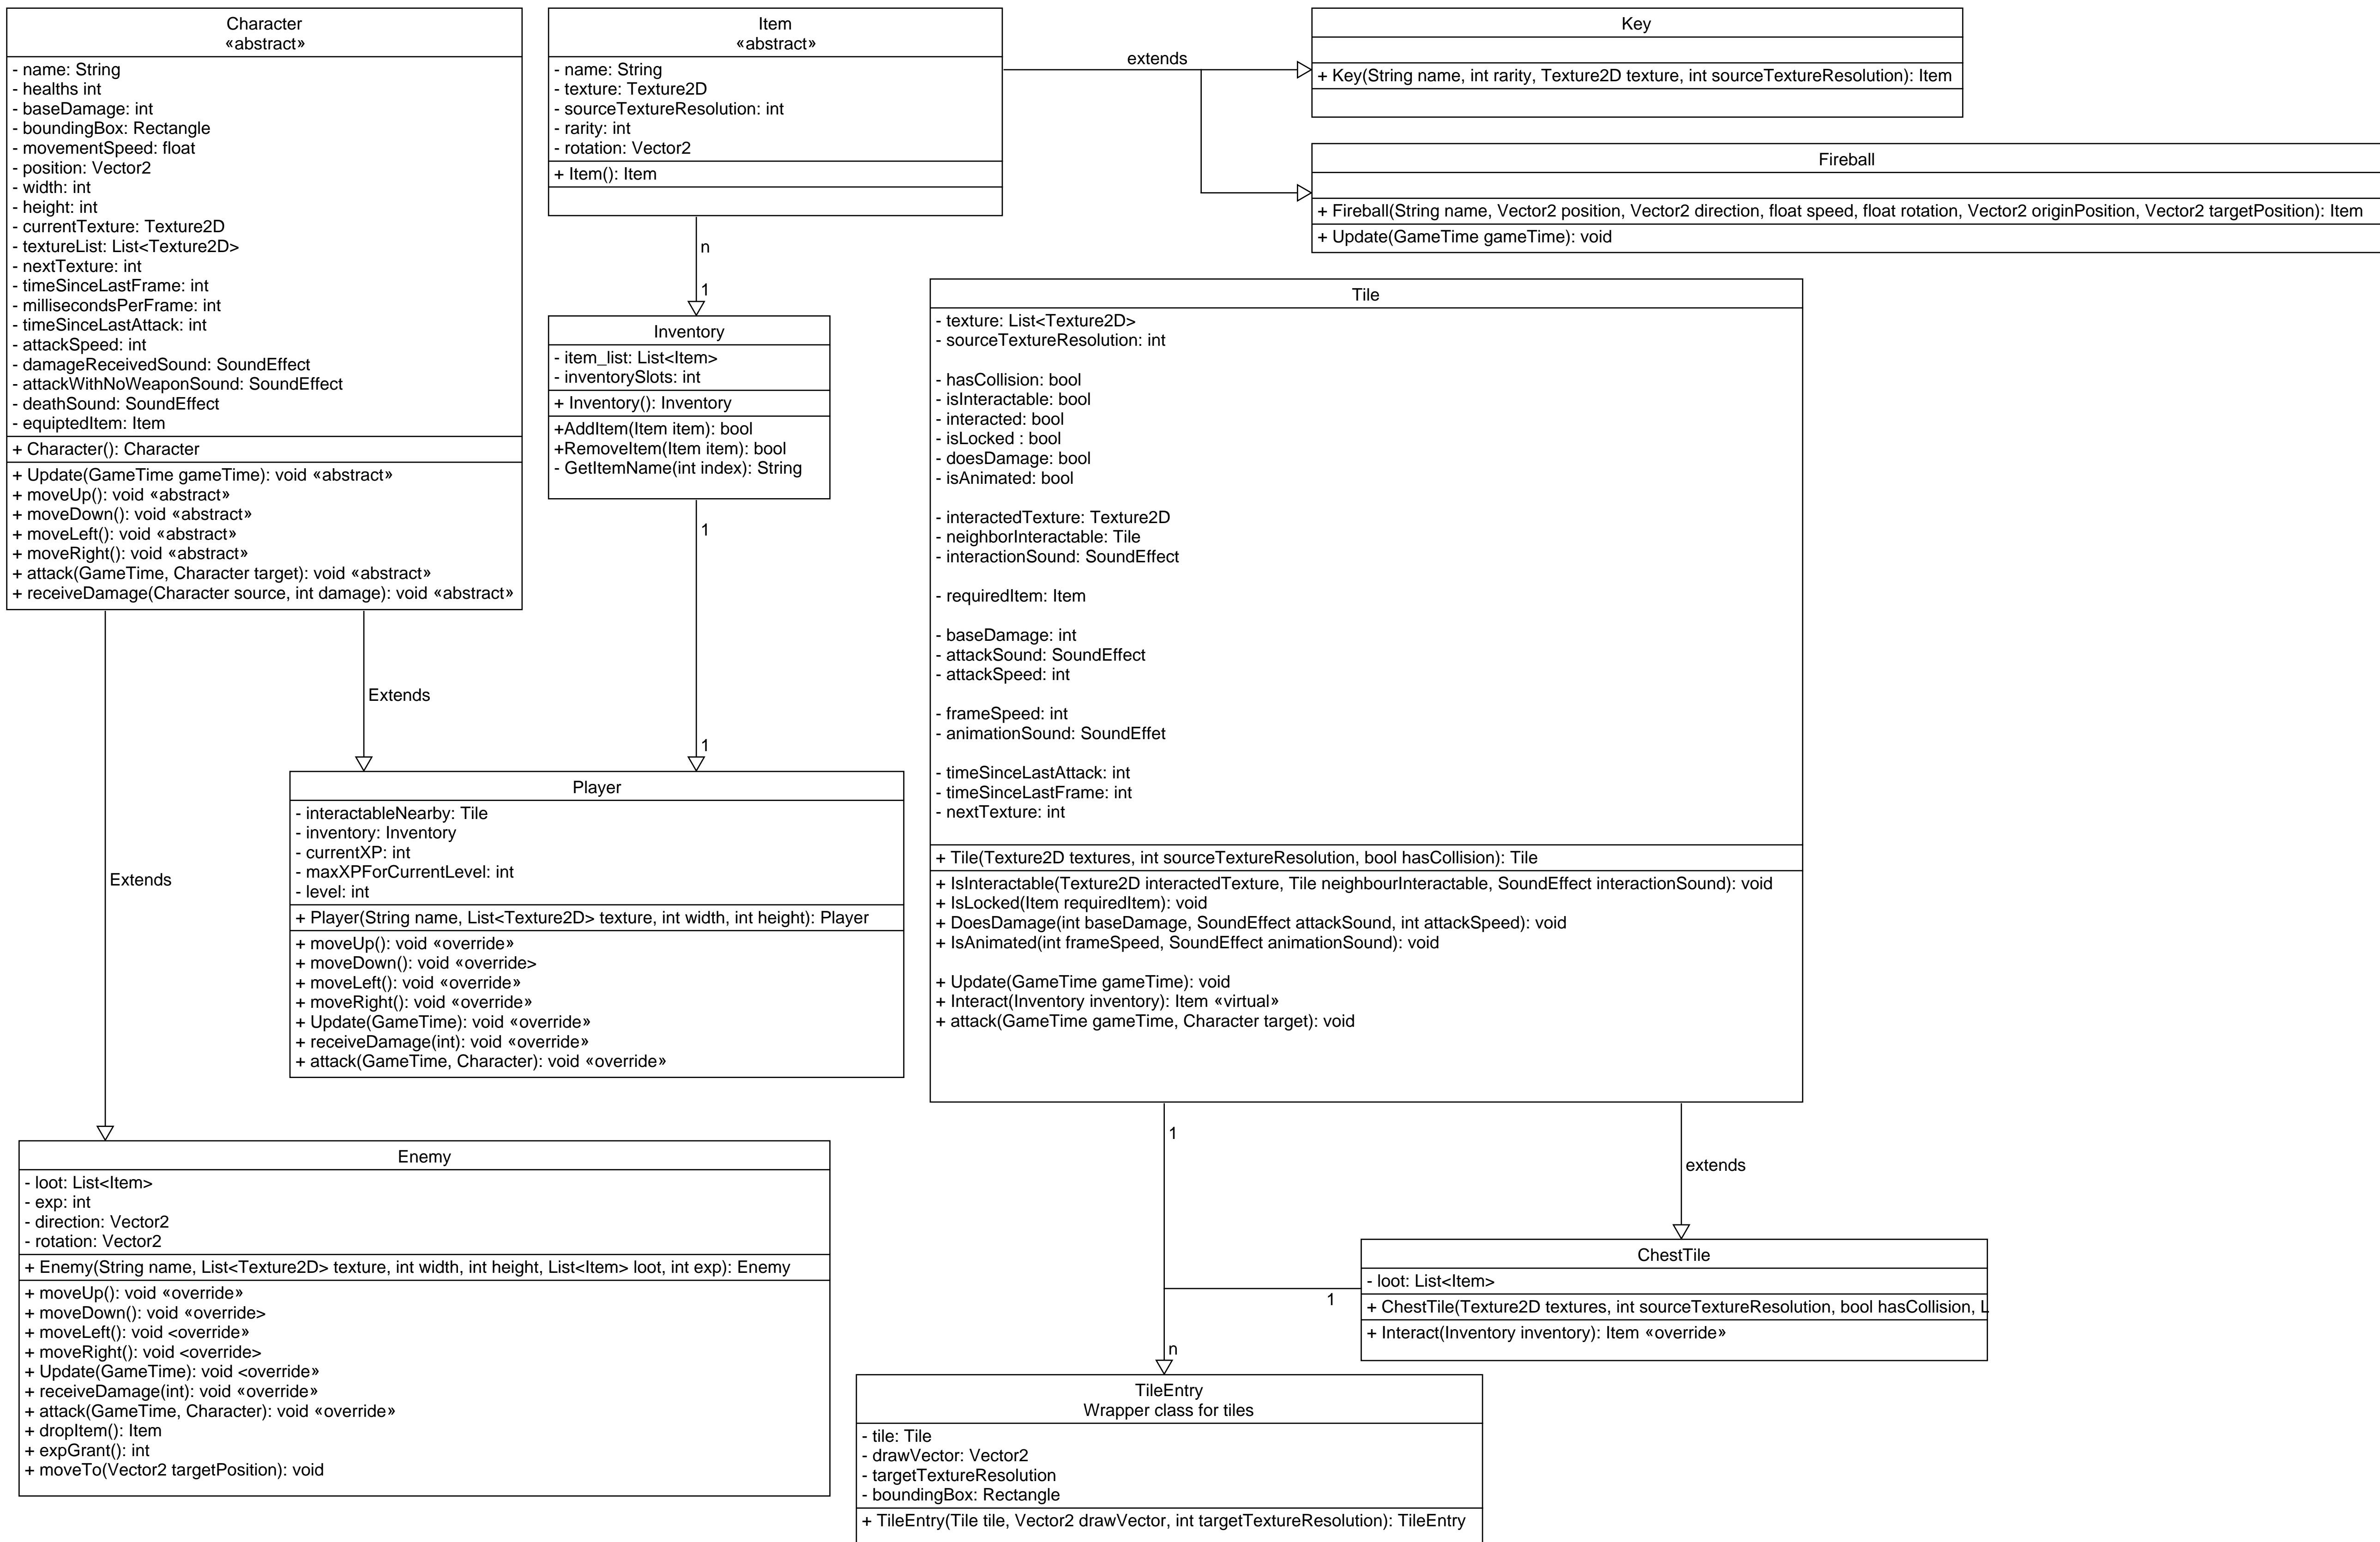 Character
«abstract»
- name: String
- healths int
- baseDamage: int
- boundingBox: Rectangle
- movementSpeed: float
- position: Vector2
- width: int
- height: int
- currentTexture: Texture2D
- textureList: List<Texture2D>
- nextTexture: int
- timeSinceLastFrame: int
- millisecondsPerFrame: int
- timeSinceLastAttack: int
- attackSpeed: int
- damageReceivedSound: SoundEffect
- attackWithNoWeaponSound: SoundEffect
- deathSound: SoundEffect
- equiptedItem: Item
+ Character(): Character
+ Update(GameTime gameTime): void «abstract»
+ moveUp(): void «abstract»
+ moveDown(): void «abstract»
+ moveLeft(): void «abstract»
+ moveRight(): void «abstract»
+ attack(GameTime, Character target): void «abstract»
+ receiveDamage(Character source, int damage): void «abstract»
Item
«abstract»
- name: String
- texture: Texture2D
- sourceTextureResolution: int
- rarity: int
- rotation: Vector2
+ Item(): Item
extends
Key
+ Key(String name, int rarity, Texture2D texture, int sourceTextureResolution): Item
Fireball
+ Fireball(String name, Vector2 position, Vector2 direction, float speed, float rotation, Vector2 originPosition, Vector2 targetPosition): Item
+ Update(GameTime gameTime): void
n
1
Inventory
- item_list: List<Item>
- inventorySlots: int
+ Inventory(): Inventory
+AddItem(Item item): bool
+RemoveItem(Item item): bool
- GetItemName(int index): String
1
1
Extends
Extends
Player
- interactableNearby: Tile
- inventory: Inventory
- currentXP: int
- maxXPForCurrentLevel: int
- level: int
+ Player(String name, List<Texture2D> texture, int width, int height): Player
+ moveUp(): void «override»
+ moveDown(): void «override>
+ moveLeft(): void «override»
+ moveRight(): void «override»
+ Update(GameTime): void «override»
+ receiveDamage(int): void «override»
+ attack(GameTime, Character): void «override»
Tile
- texture: List<Texture2D>
- sourceTextureResolution: int
- hasCollision: bool
- isInteractable: bool
- interacted: bool
- isLocked : bool
- doesDamage: bool
- isAnimated: bool
- interactedTexture: Texture2D
- neighborInteractable: Tile
- interactionSound: SoundEffect
- requiredItem: Item
- baseDamage: int
- attackSound: SoundEffect
- attackSpeed: int
- frameSpeed: int
- animationSound: SoundEffet
- timeSinceLastAttack: int
- timeSinceLastFrame: int
- nextTexture: int
+ Tile(Texture2D textures, int sourceTextureResolution, bool hasCollision): Tile
+ IsInteractable(Texture2D interactedTexture, Tile neighbourInteractable, SoundEffect interactionSound): void
+ IsLocked(Item requiredItem): void
+ DoesDamage(int baseDamage, SoundEffect attackSound, int attackSpeed): void
+ IsAnimated(int frameSpeed, SoundEffect animationSound): void
+ Update(GameTime gameTime): void
+ Interact(Inventory inventory): Item «virtual»
+ attack(GameTime gameTime, Character target): void
1
extends
Enemy
- loot: List<Item>
- exp: int
- direction: Vector2
- rotation: Vector2
+ Enemy(String name, List<Texture2D> texture, int width, int height, List<Item> loot, int exp): Enemy
+ moveUp(): void «override»
+ moveDown(): void «override>
+ moveLeft(): void <override»
+ moveRight(): void <override>
+ Update(GameTime): void <override»
+ receiveDamage(int): void «override»
+ attack(GameTime, Character): void «override»
+ dropItem(): Item
+ expGrant(): int
+ moveTo(Vector2 targetPosition): void
ChestTile
- loot: List<Item>
+ ChestTile(Texture2D textures, int sourceTextureResolution, bool hasCollision, L
+ Interact(Inventory inventory): Item «override»
1
n
TileEntry
Wrapper class for tiles
- tile: Tile
- drawVector: Vector2
- targetTextureResolution
- boundingBox: Rectangle
+ TileEntry(Tile tile, Vector2 drawVector, int targetTextureResolution): TileEntry